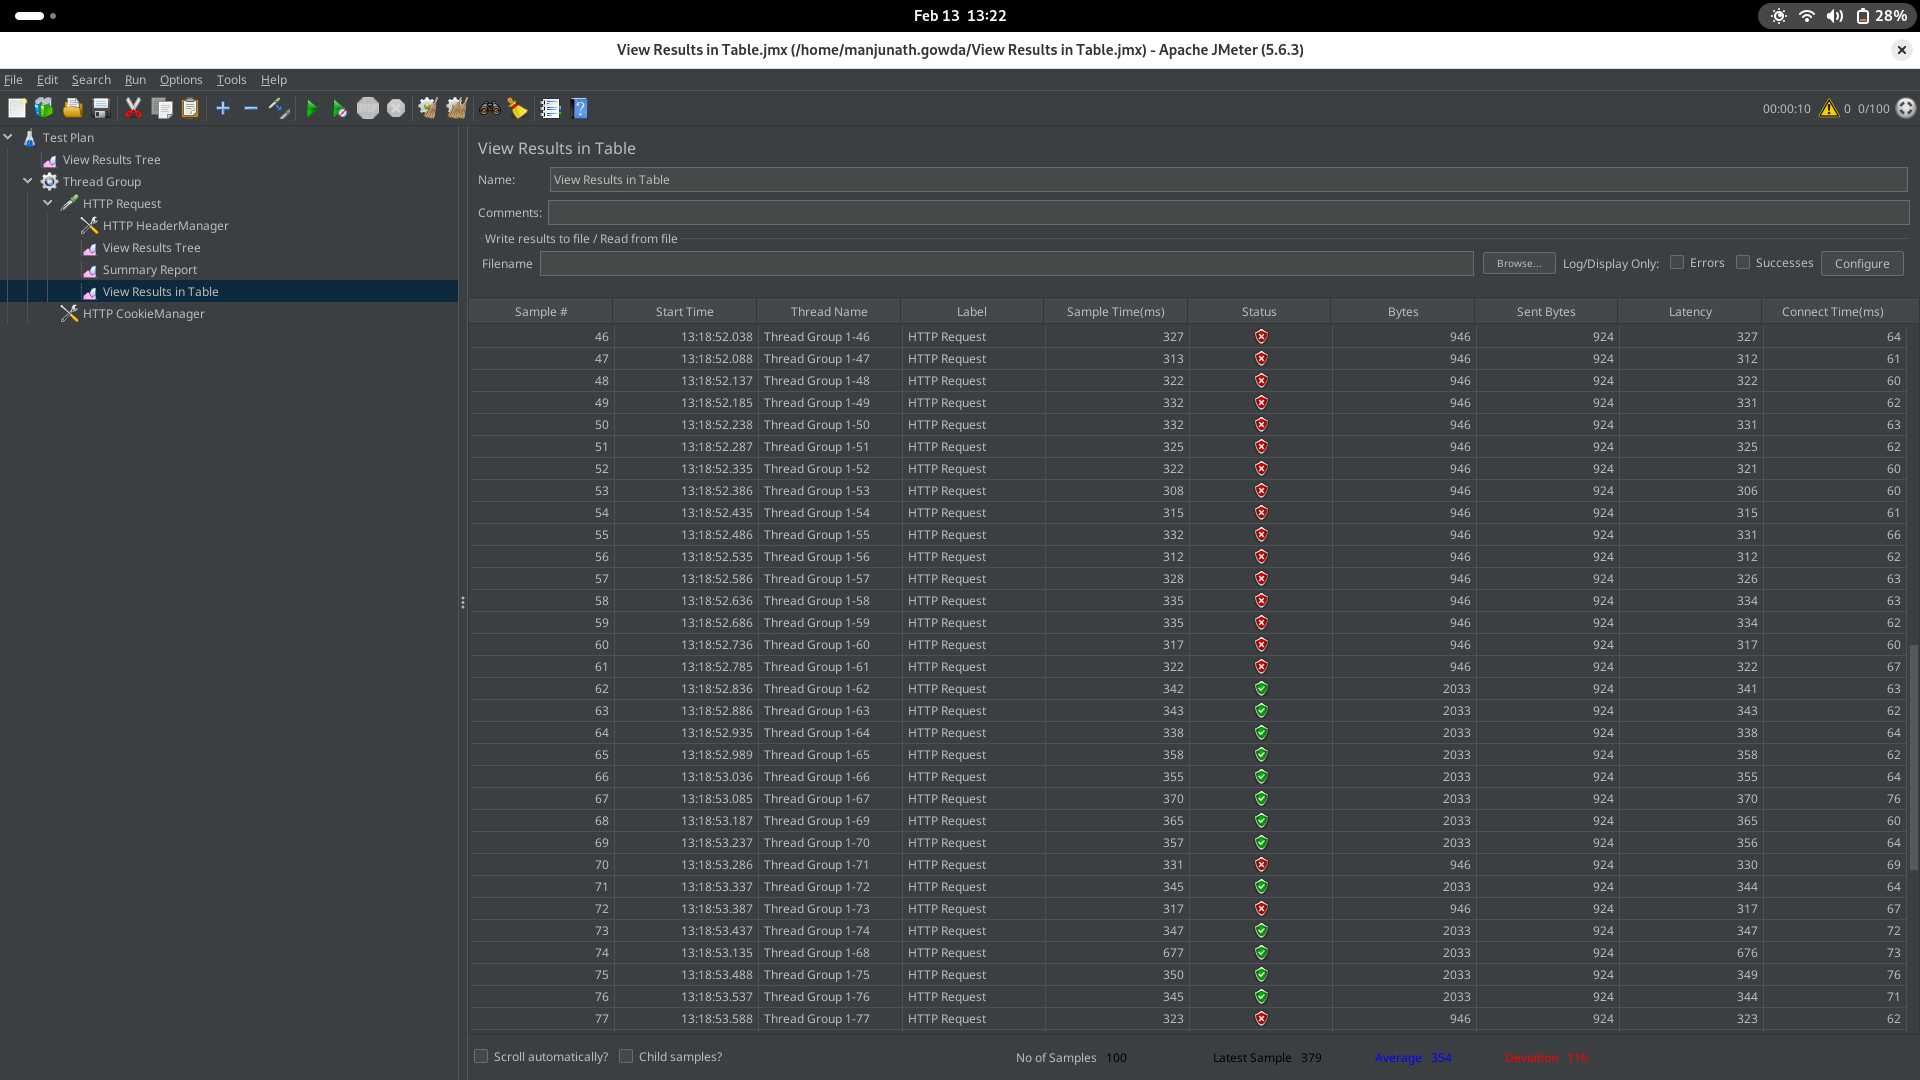 Feb 13 13:22
28%
View Results in Table.jmx (/home/manjunath.gowda/View Results in Table.jmx) - Apache JMeter (5.6.3)
File Edit Search Run Options Tools Help
00:00:10 0 0/100
Test Plan
View Results Tree
Thread Group
HTTP Request
HTTP HeaderManager
View Results Tree
Summary Report
View Results in Table
HTTP CookieManager
View Results in Table
Name: View Results in Table
Comments:
Write results to file / Read from file
Filename Browse... Log/Display Only: Errors Successes Configure
Sample # Start Time Thread Name Label Sample Time(ms) Status Bytes Sent Bytes Latency Connect Time(ms)
46 13:18:52.038 Thread Group 1-46 HTTP Request 327 946 924 327 64
47 13:18:52.088 Thread Group 1-47 HTTP Request 313 946 924 312 61
48 13:18:52.137 Thread Group 1-48 HTTP Request 322 946 924 322 60
49 13:18:52.185 Thread Group 1-49 HTTP Request 332 946 924 331 62
50 13:18:52.238 Thread Group 1-50 HTTP Request 332 946 924 331 63
51 13:18:52.287 Thread Group 1-51 HTTP Request 325 946 924 325 62
52 13:18:52.335 Thread Group 1-52 HTTP Request 322 946 924 321 60
53 13:18:52.386 Thread Group 1-53 HTTP Request 308 946 924 306 60
54 13:18:52.435 Thread Group 1-54 HTTP Request 315 946 924 315 61
55 13:18:52.486 Thread Group 1-55 HTTP Request 332 946 924 331 66
56 13:18:52.535 Thread Group 1-56 HTTP Request 312 946 924 312 62
57 13:18:52.586 Thread Group 1-57 HTTP Request 328 946 924 326 63
58 13:18:52.636 Thread Group 1-58 HTTP Request 335 946 924 334 63
59 13:18:52.686 Thread Group 1-59 HTTP Request 335 946 924 334 62
60 13:18:52.736 Thread Group 1-60 HTTP Request 317 946 924 317 60
61 13:18:52.785 Thread Group 1-61 HTTP Request 322 946 924 322 67
62 13:18:52.836 Thread Group 1-62 HTTP Request 342 2033 924 341 63
63 13:18:52.886 Thread Group 1-63 HTTP Request 343 2033 924 343 62
64 13:18:52.935 Thread Group 1-64 HTTP Request 338 2033 924 338 64
65 13:18:52.989 Thread Group 1-65 HTTP Request 358 2033 924 358 62
66 13:18:53.036 Thread Group 1-66 HTTP Request 355 2033 924 355 64
67 13:18:53.085 Thread Group 1-67 HTTP Request 370 2033 924 370 76
68 13:18:53.187 Thread Group 1-69 HTTP Request 365 2033 924 365 60
69 13:18:53.237 Thread Group 1-70 HTTP Request 357 2033 924 356 64
70 13:18:53.286 Thread Group 1-71 HTTP Request 331 946 924 330 69
71 13:18:53.337 Thread Group 1-72 HTTP Request 345 2033 924 344 64
72 13:18:53.387 Thread Group 1-73 HTTP Request 317 946 924 317 67
73 13:18:53.437 Thread Group 1-74 HTTP Request 347 2033 924 347 72
74 13:18:53.135 Thread Group 1-68 HTTP Request 677 2033 924 676 73
75 13:18:53.488 Thread Group 1-75 HTTP Request 350 2033 924 349 76
76 13:18:53.537 Thread Group 1-76 HTTP Request 345 2033 924 344 71
77 13:18:53.588 Thread Group 1-77 HTTP Request 323 946 924 323 62
Scroll automatically? Child samples? No of Samples 100 Latest Sample 379 Average 354 Deviation 116